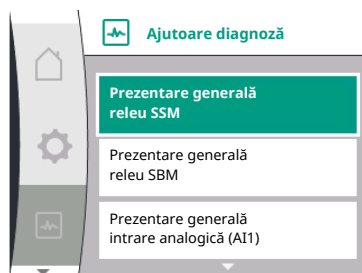 Ajutoare diagnoză
Prezentare generală
releu SSM
Prezentare generală
releu SBM
Prezentare generală
intrare analogică (AI1)